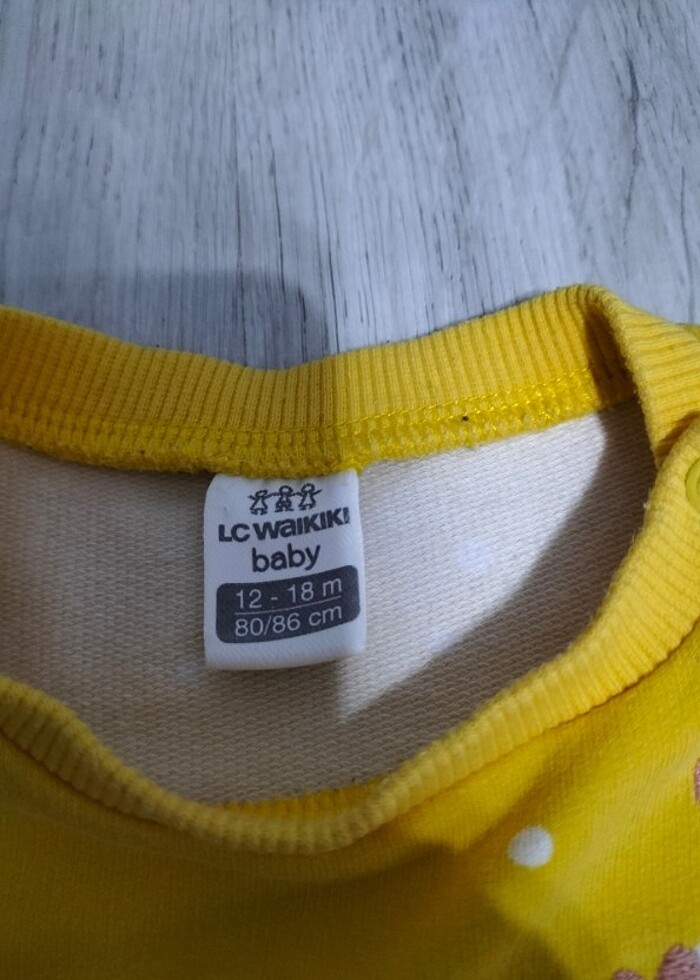 LC WAIKIKI
baby
12 - 18 m
80/86 cm